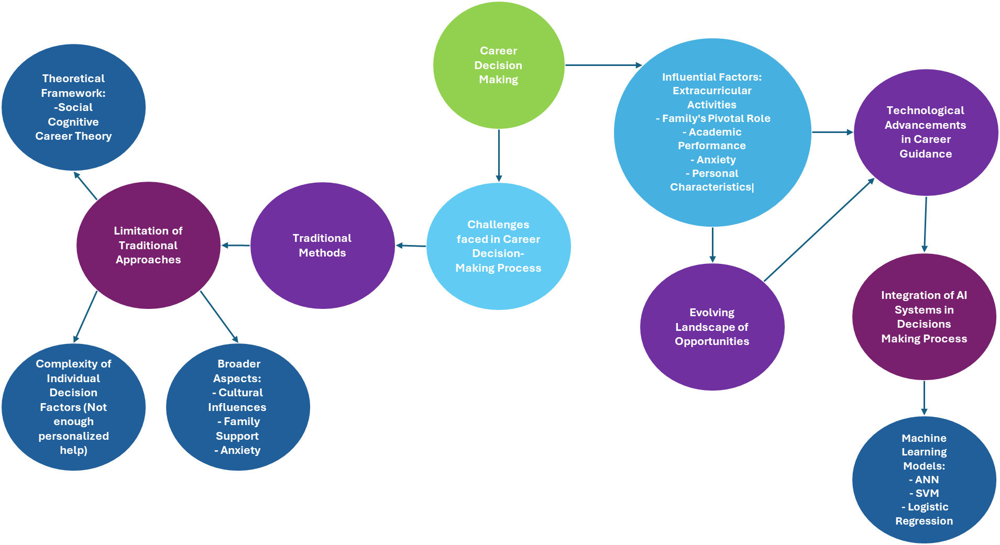 Career
Decision
Making
Influential Factors:
Extracurricular
Activities
- Family's Pivotal Role
- Academic
Performance
- Anxiety
- Personal
Characteristics|
Technological
Advancements
in Career
Guidance
Theoretical
Framework:
-Social
Cognitive
Career Theory
Limitation of
Traditional
Approaches
Traditional
Methods
Challenges
faced in Career
Decision-
Making Process
Evolving
Landscape of
Opportunities
Integration of AI
Systems in
Decisions
Making Process
Complexity of
Individual
Decision
Factors (Not
enough
personalized
help)
Broader
Aspects:
- Cultural
Influences
- Family
Support
- Anxiety
Machine
Learning
Models:
- ANN
- SVM
- Logistic
Regression